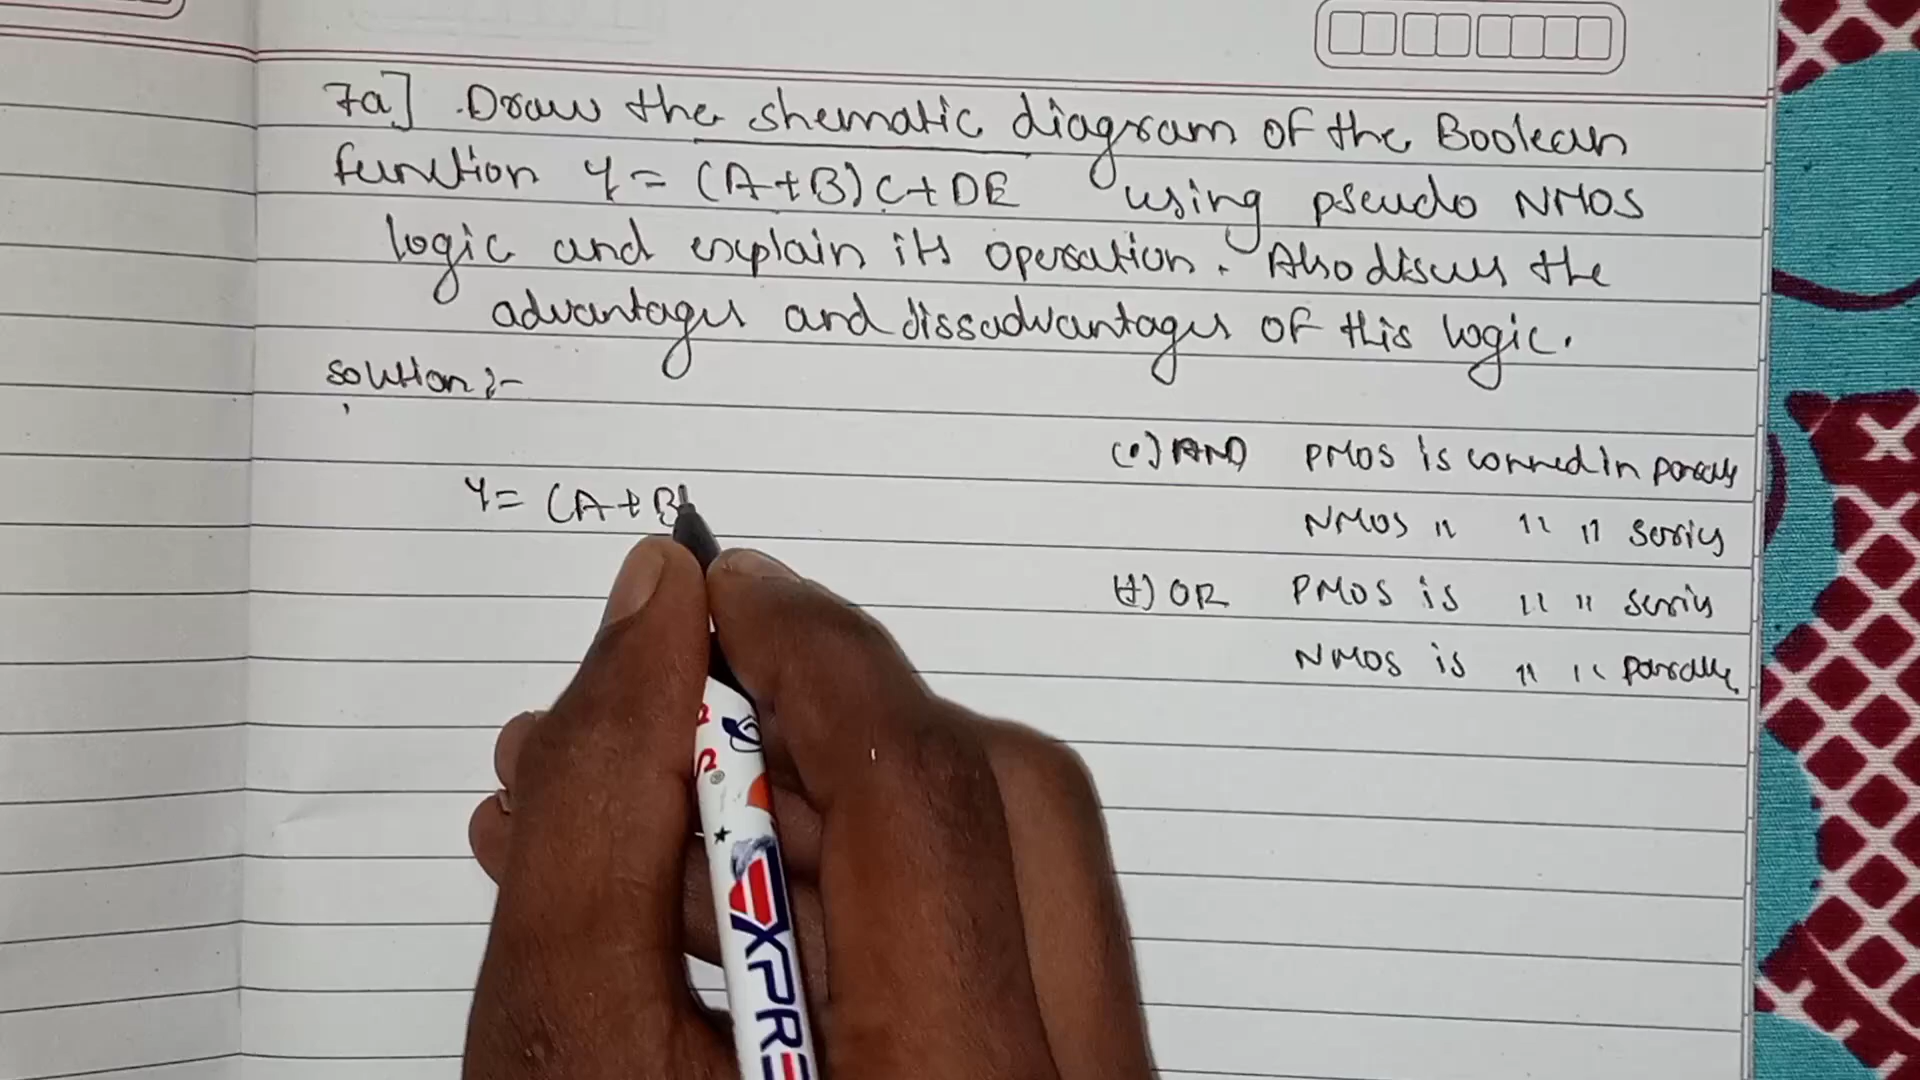 7a] Draw the shematic diagram of the Boolean
function Y = (A+B)C+DE using pseudo NMOS
logic and explain its operation. Also discuss the
advantages and dissadvantages of this logic.
solution :-
(•) AND PMOS is conned in parally
Y = (A+B)
NMOS " " " series
(+) OR PMOS is " " series
NMOS is " " parally
EXPRE